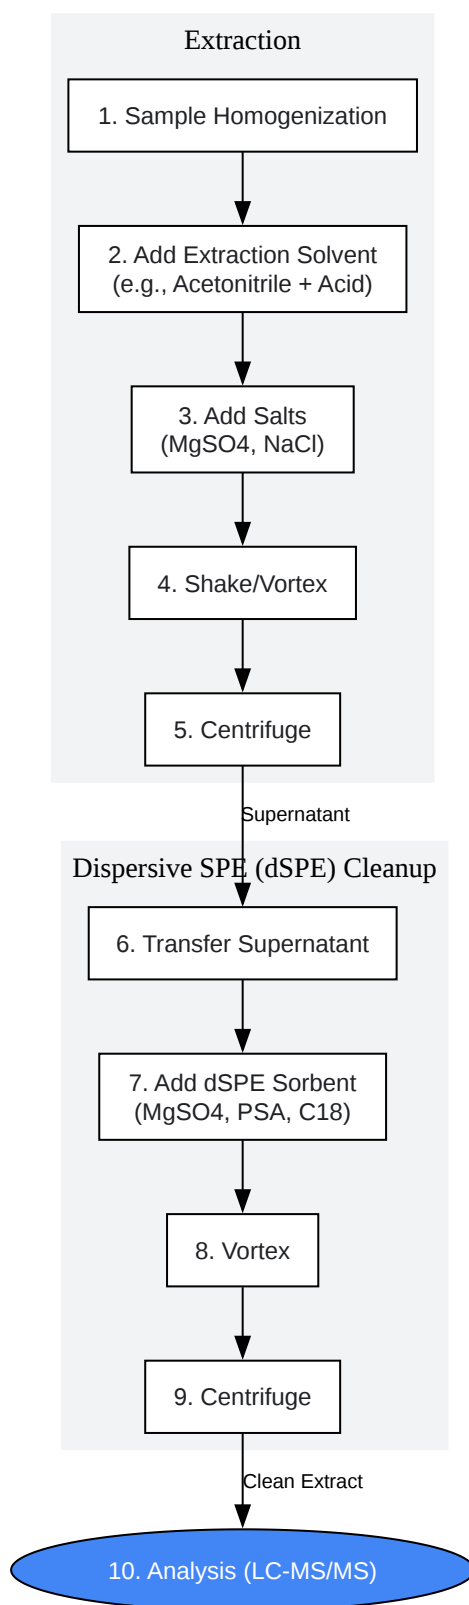 Extraction
1. Sample Homogenization
2. Add Extraction Solvent
(e.g., Acetonitrile + Acid)
3. Add Salts
(MgSO4, NaCl)
4. Shake/Vortex
5. Centrifuge
Supernatant
Dispersive SPE (dSPE) Cleanup
6. Transfer Supernatant
7. Add dSPE Sorbent
(MgSO4, PSA, C18)
8. Vortex
9. Centrifuge
Clean Extract
10. Analysis (LC-MS/MS)